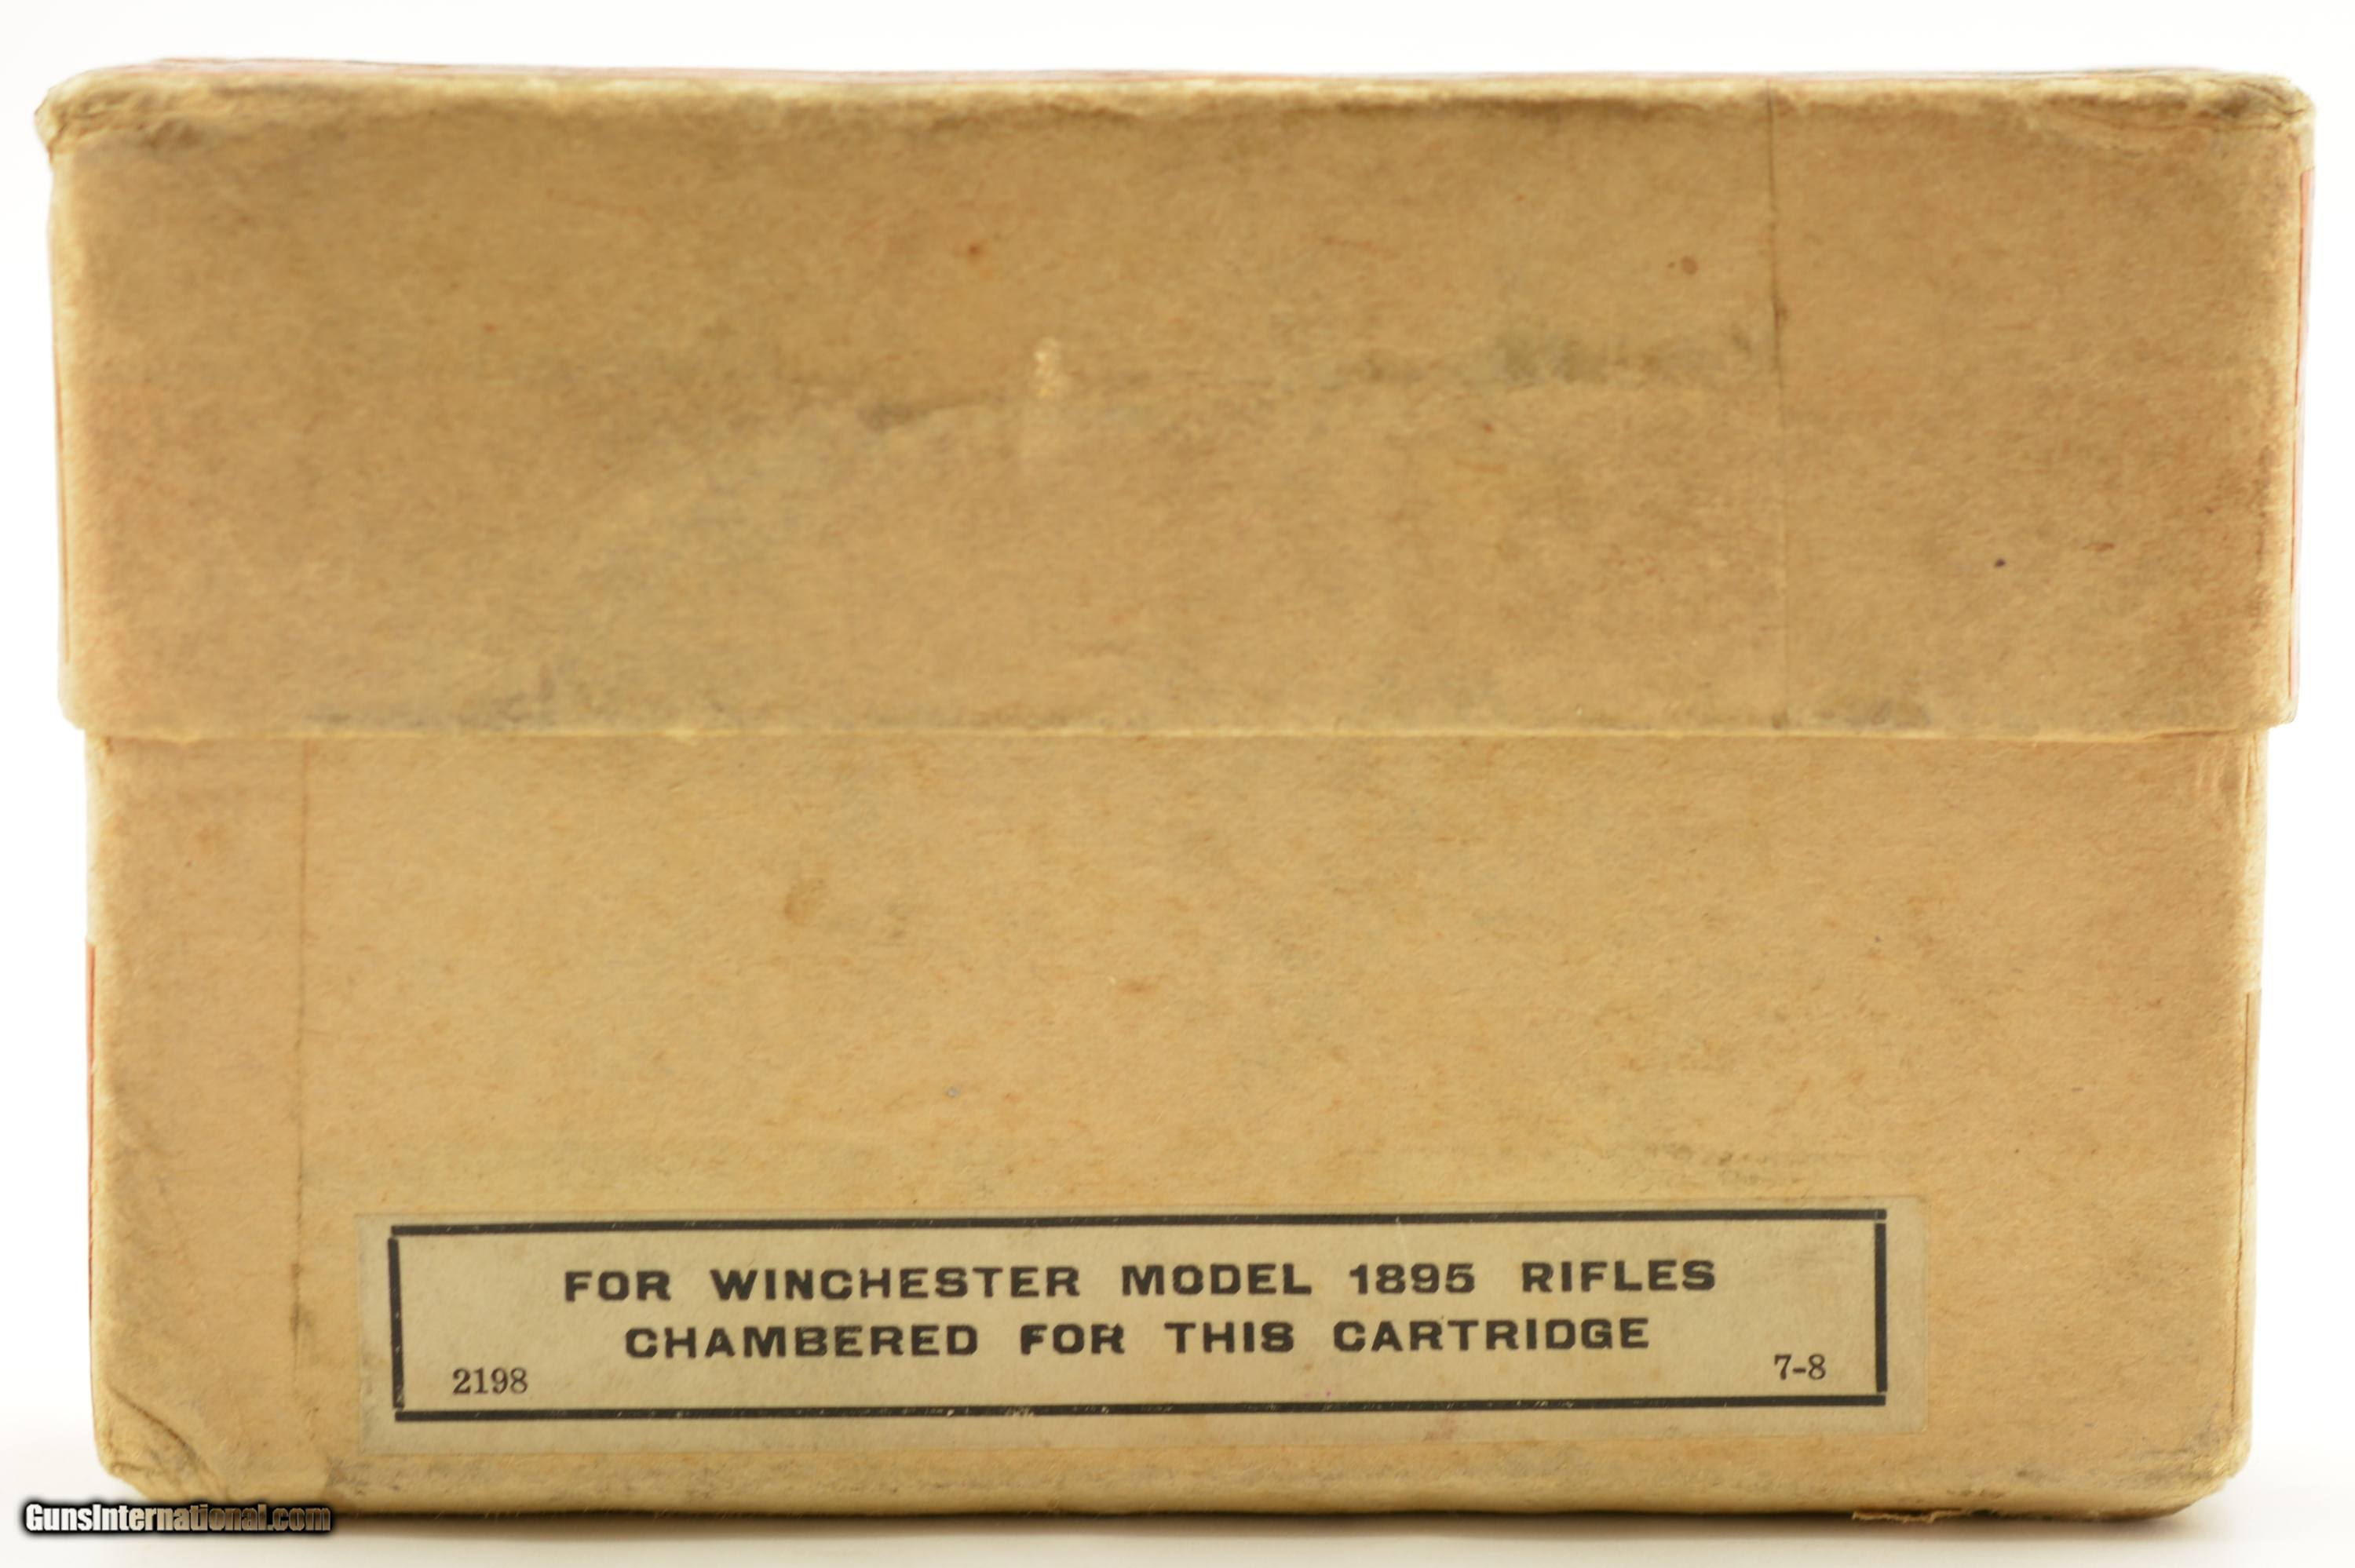 FOR WINCHESTER MODEL 1895 RIFLES
CHAMBERED FOR THIS CARTRIDGE
2198 7-8
GunsInternational.com